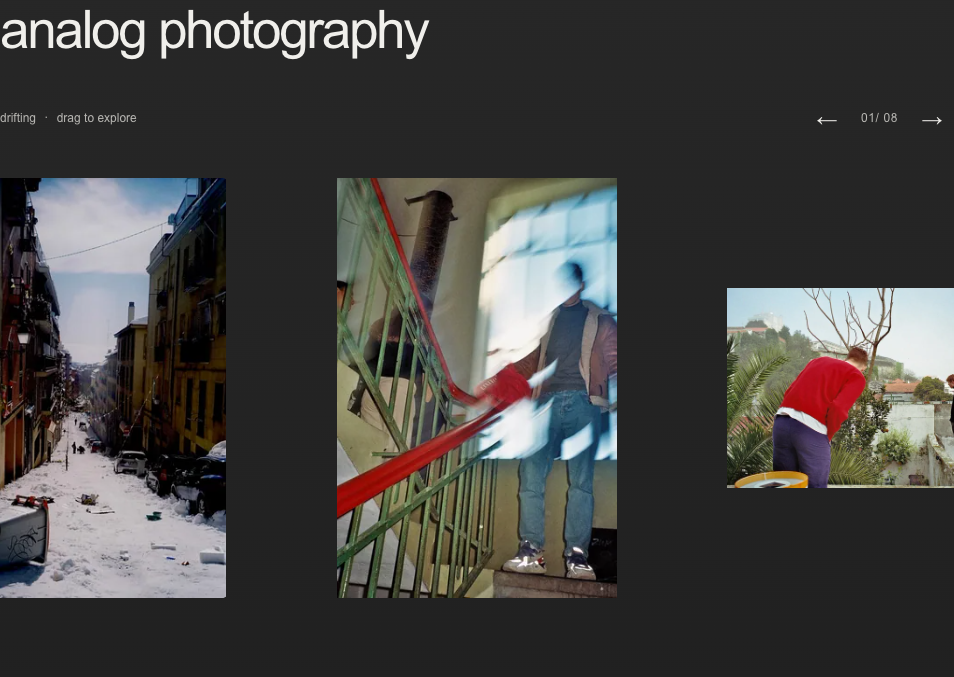 analog photography
drifting · drag to explore
← 01/ 08 →